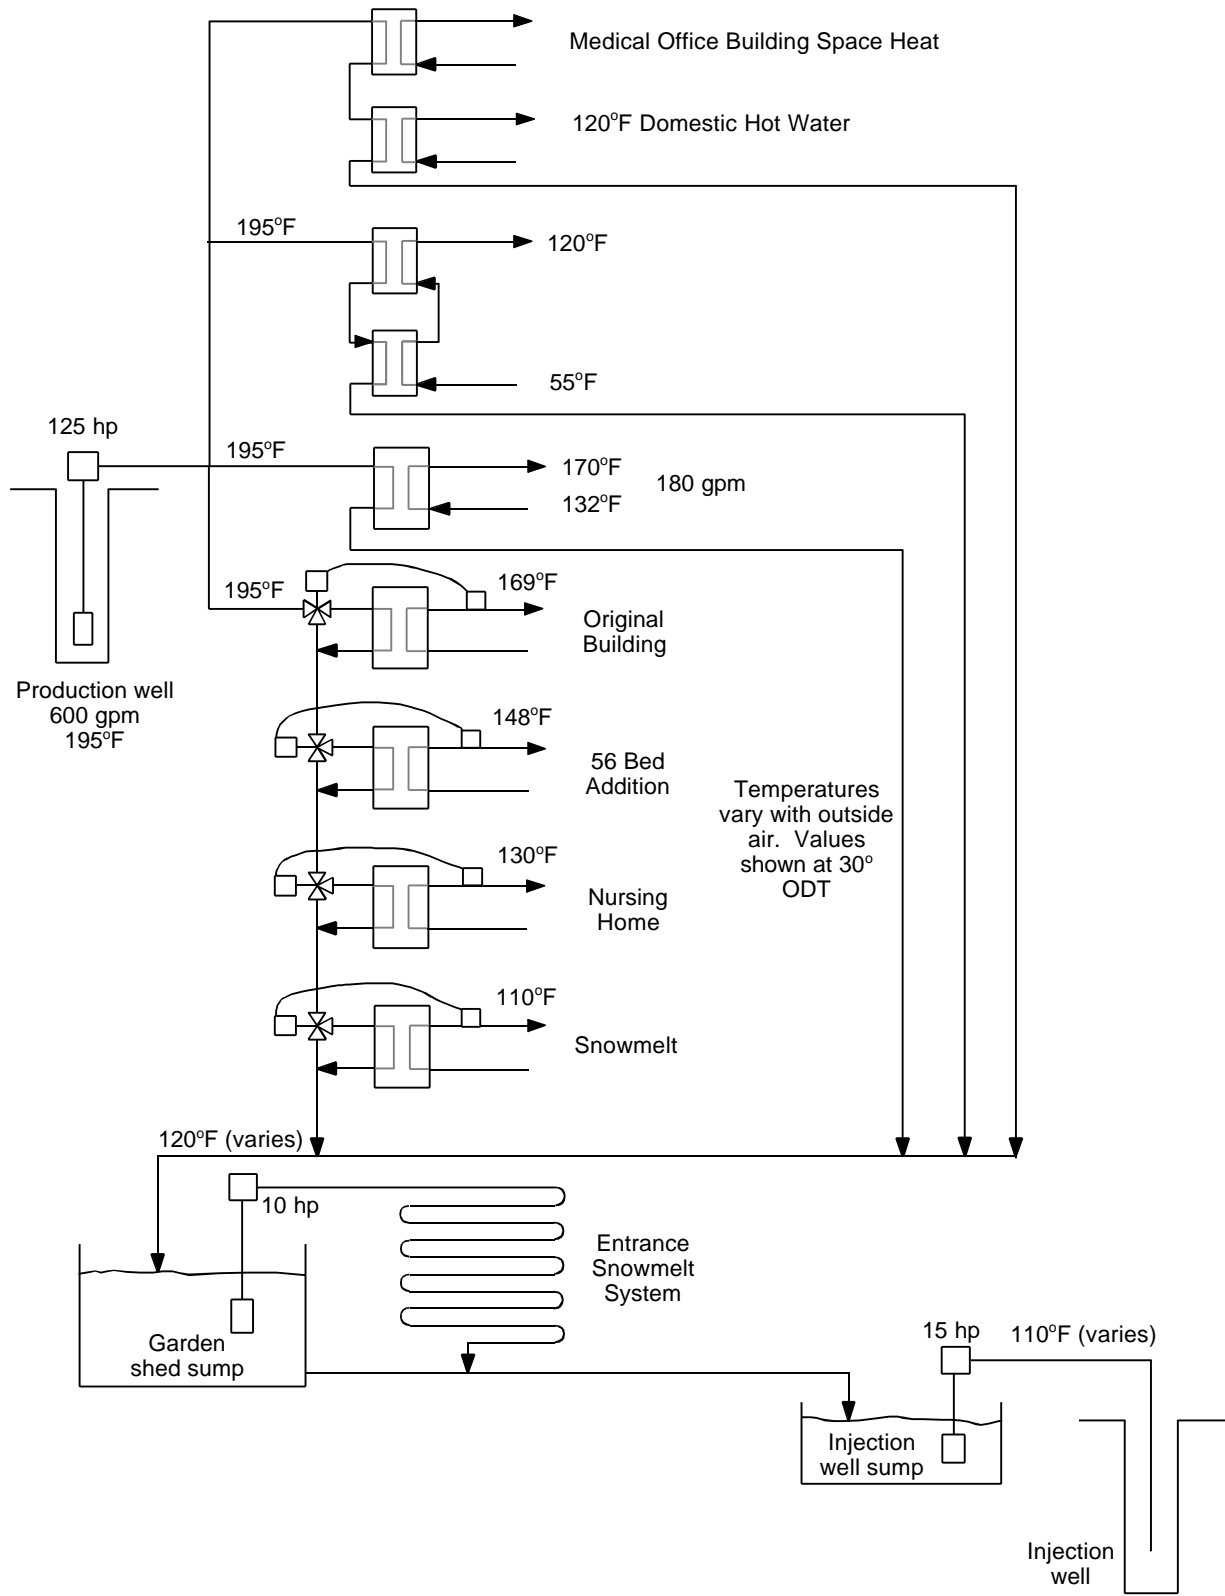 Medical Office Building Space Heat
120°F Domestic Hot Water
195°F
120°F
55°F
125 hp
195°F
170°F
180 gpm
132°F
195°F
169°F
Original
Building
Production well
600 gpm
195°F
148°F
56 Bed
Addition
Temperatures
vary with outside
air. Values
shown at 30°
ODT
130°F
Nursing
Home
110°F
Snowmelt
120°F (varies)
10 hp
Entrance
Snowmelt
System
Garden
shed sump
15 hp
110°F (varies)
Injection
well sump
Injection
well